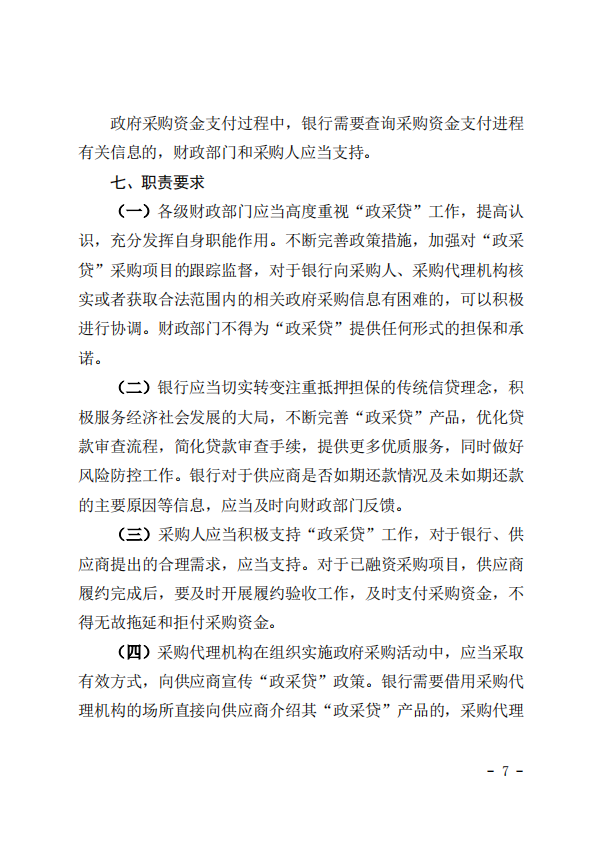 政府采购资金支付过程中，银行需要查询采购资金支付进程
有关信息的，财政部门和采购人应当支持。
七、职责要求
（一）各级财政部门应当高度重视“政采贷”工作，提高认
识，充分发挥自身职能作用。不断完善政策措施，加强对“政采
贷”采购项目的跟踪监督，对于银行向采购人、采购代理机构核
实或者获取合法范围内的相关政府采购信息有困难的，可以积极
进行协调。财政部门不得为“政采贷”提供任何形式的担保和承
诺。
（二）银行应当切实转变注重抵押担保的传统信贷理念，积
极服务经济社会发展的大局，不断完善“政采贷”产品，优化贷
款审查流程，简化贷款审查手续，提供更多优质服务，同时做好
风险防控工作。银行对于供应商是否如期还款情况及未如期还款
的主要原因等信息，应当及时向财政部门反馈。
（三）采购人应当积极支持“政采贷”工作，对于银行、供
应商提出的合理需求，应当支持。对于已融资采购项目，供应商
履约完成后，要及时开展履约验收工作，及时支付采购资金，不
得无故拖延和拒付采购资金。
（四）采购代理机构在组织实施政府采购活动中，应当采取
有效方式，向供应商宣传“政采贷”政策。银行需要借用采购代
理机构的场所直接向供应商介绍其“政采贷”产品的，采购代理
- 7 -